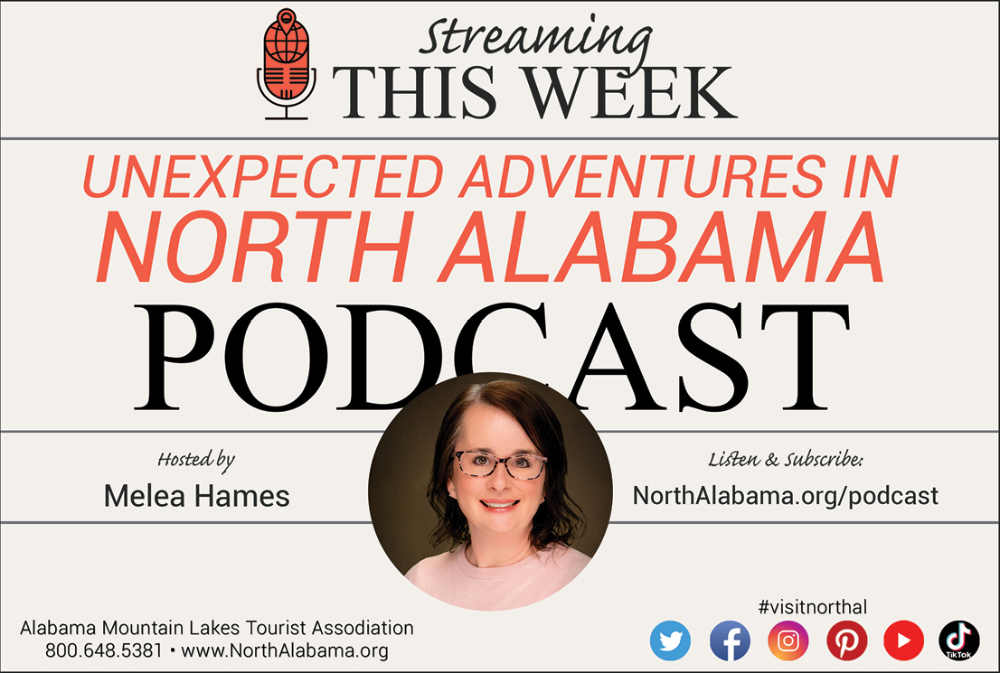 Streaming
THIS WEEK
UNEXPECTED ADVENTURES IN
NORTH ALABAMA
PODCAST
Hosted by
Melea Hames
Listen & Subscribe:
NorthAlabama.org/podcast
Alabama Mountain Lakes Tourist Assodiation
800.648.5381 • www.NorthAlabama.org
#visitnorthal
TikTok